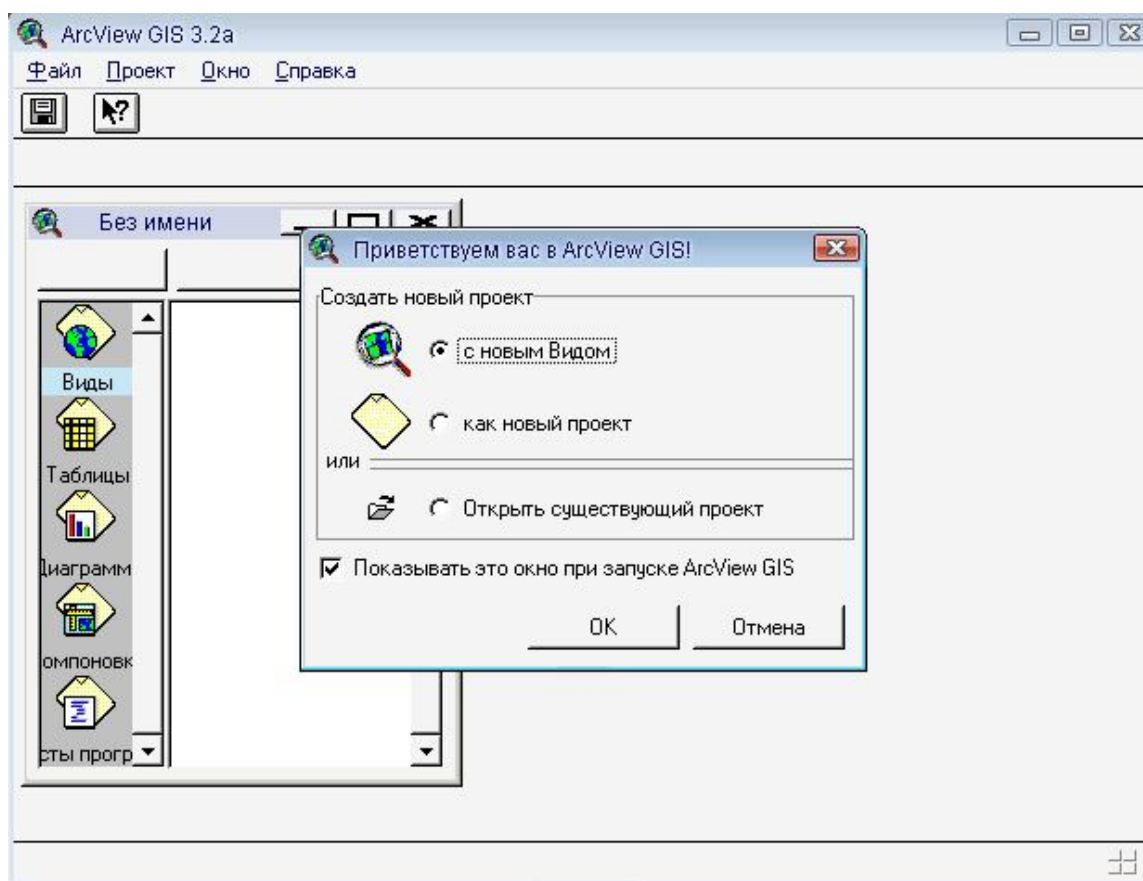 ArcView GIS 3.2a
Файл Проект Окно Справка
Без имени
Виды
Таблицы
Диаграмм
омпоновк
сты прогр
Приветствуем вас в ArcView GIS!
Создать новый проект
с новым Видом
как новый проект
или
Открыть существующий проект
Показывать это окно при запуске ArcView GIS
OK Отмена